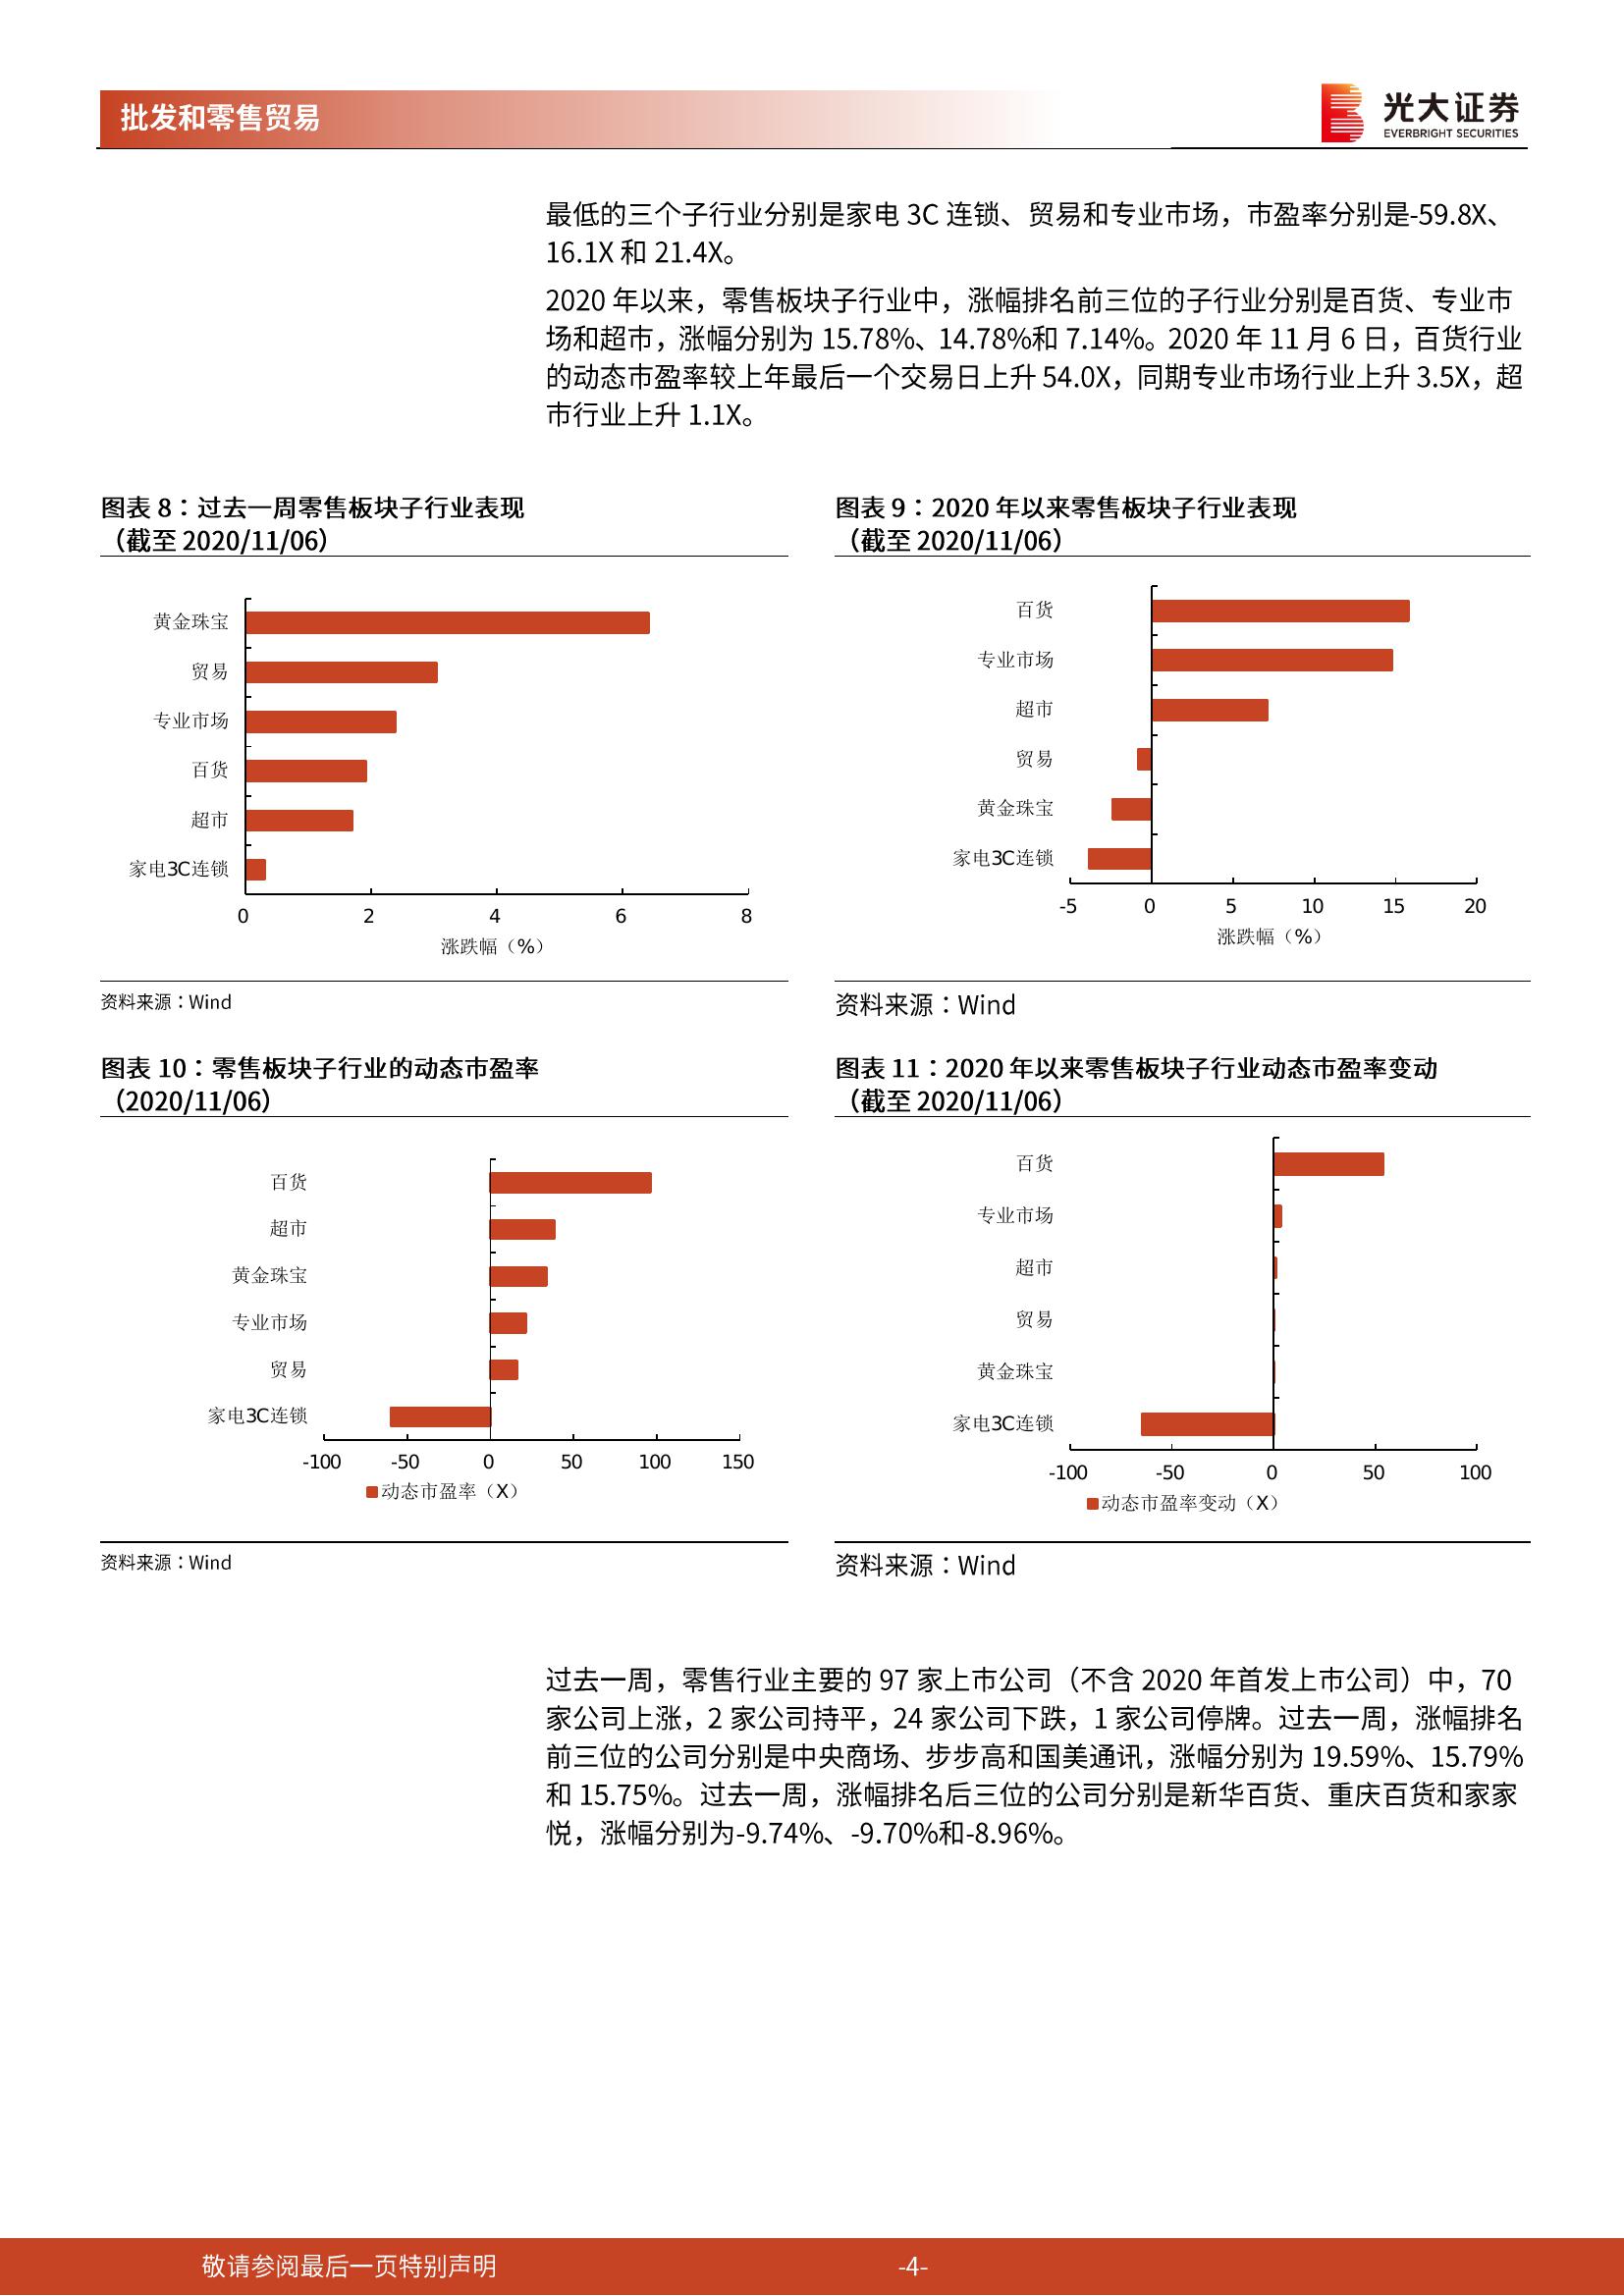 批发和零售贸易
光大证券
EVERBRIGHT SECURITIES
最低的三个子行业分别是家电 3C 连锁、贸易和专业市场，市盈率分别是-59.8X、
16.1X 和 21.4X。
2020 年以来，零售板块子行业中，涨幅排名前三位的子行业分别是百货、专业市
场和超市，涨幅分别为 15.78%、14.78%和 7.14%。2020 年 11 月 6 日，百货行业
的动态市盈率较上年最后一个交易日上升 54.0X，同期专业市场行业上升 3.5X，超
市行业上升 1.1X。
图表 8：过去一周零售板块子行业表现
（截至 2020/11/06）
黄金珠宝
贸易
专业市场
百货
超市
家电3C连锁
0 2 4 6 8
涨跌幅（%）
资料来源：Wind
图表 9：2020 年以来零售板块子行业表现
（截至 2020/11/06）
百货
专业市场
超市
贸易
黄金珠宝
家电3C连锁
-5 0 5 10 15 20
涨跌幅（%）
资料来源：Wind
图表 10：零售板块子行业的动态市盈率
（2020/11/06）
百货
超市
黄金珠宝
专业市场
贸易
家电3C连锁
-100 -50 0 50 100 150
动态市盈率（X）
资料来源：Wind
图表 11：2020 年以来零售板块子行业动态市盈率变动
（截至 2020/11/06）
百货
专业市场
超市
贸易
黄金珠宝
家电3C连锁
-100 -50 0 50 100
动态市盈率变动（X）
资料来源：Wind
过去一周，零售行业主要的 97 家上市公司（不含 2020 年首发上市公司）中，70
家公司上涨，2 家公司持平，24 家公司下跌，1 家公司停牌。过去一周，涨幅排名
前三位的公司分别是中央商场、步步高和国美通讯，涨幅分别为 19.59%、15.79%
和 15.75%。过去一周，涨幅排名后三位的公司分别是新华百货、重庆百货和家家
悦，涨幅分别为-9.74%、-9.70%和-8.96%。
敬请参阅最后一页特别声明
-4-